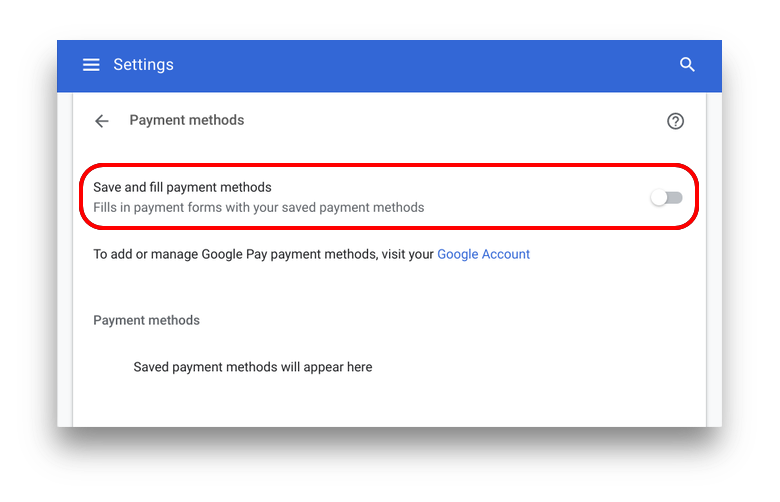 Settings
Payment methods
Save and fill payment methods
Fills in payment forms with your saved payment methods
To add or manage Google Pay payment methods, visit your Google Account
Payment methods
Saved payment methods will appear here